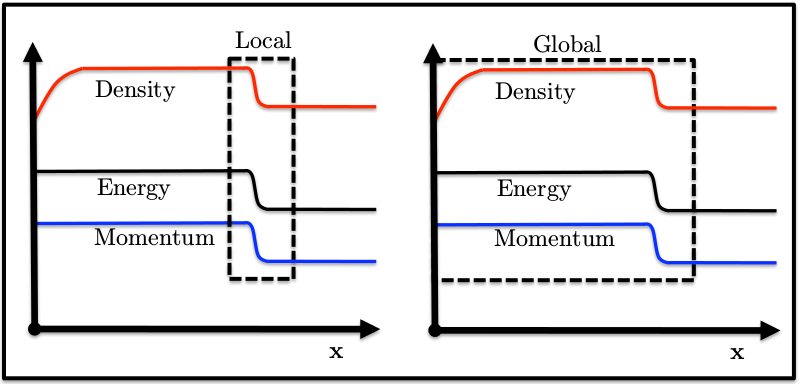 Local
Density
Energy
Momentum
x
Global
Density
Energy
Momentum
x